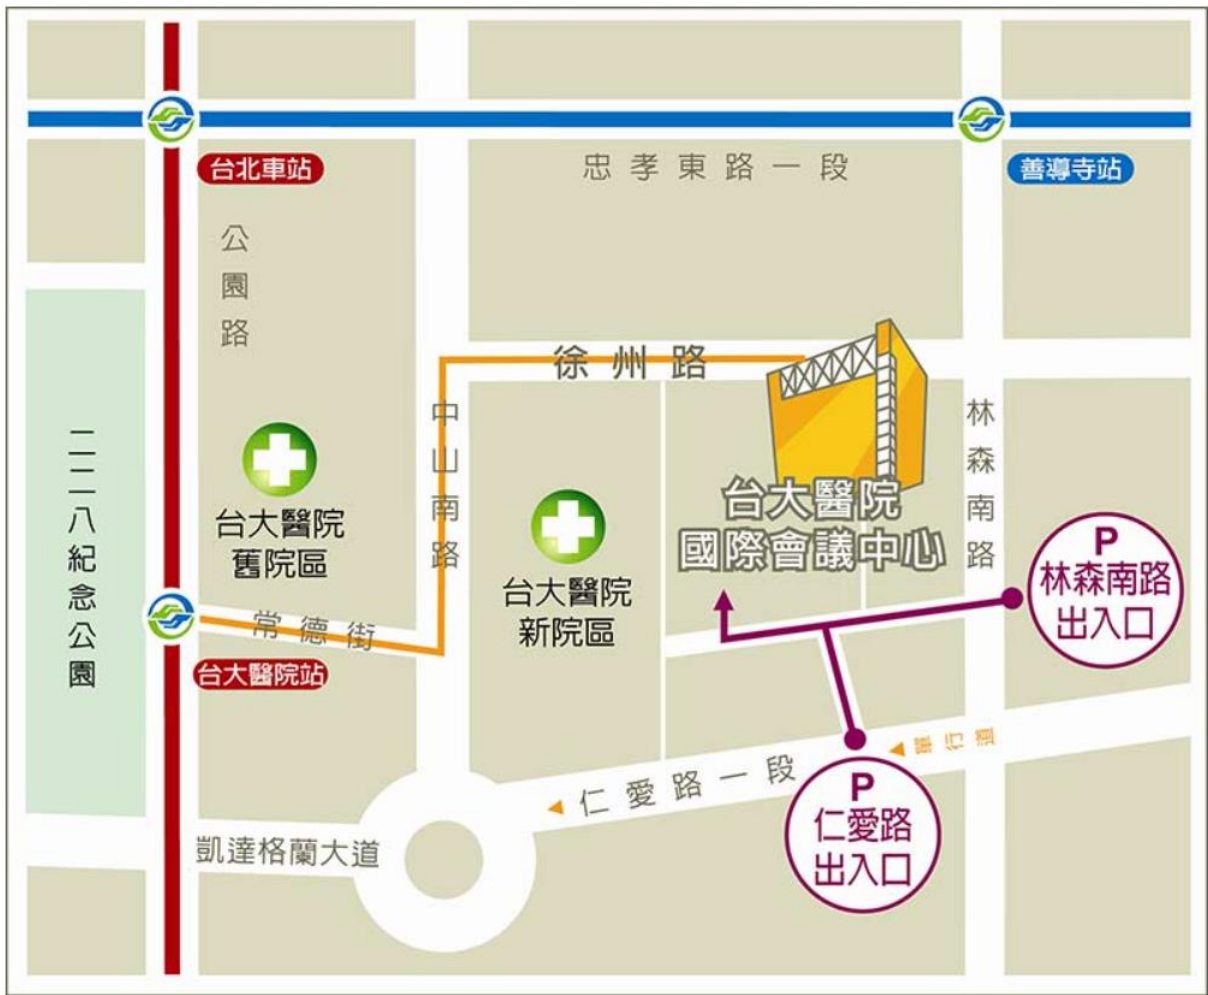 台北車站
忠孝東路一段
善導寺站
公園路
徐州路
中山南路
林森南路
二二八紀念公園
台大醫院
舊院區
台大醫院
新院區
台大醫院
國際會議中心
P
林森南路
出入口
常德街
台大醫院站
單行道
仁愛路一段
P
仁愛路
出入口
凱達格蘭大道